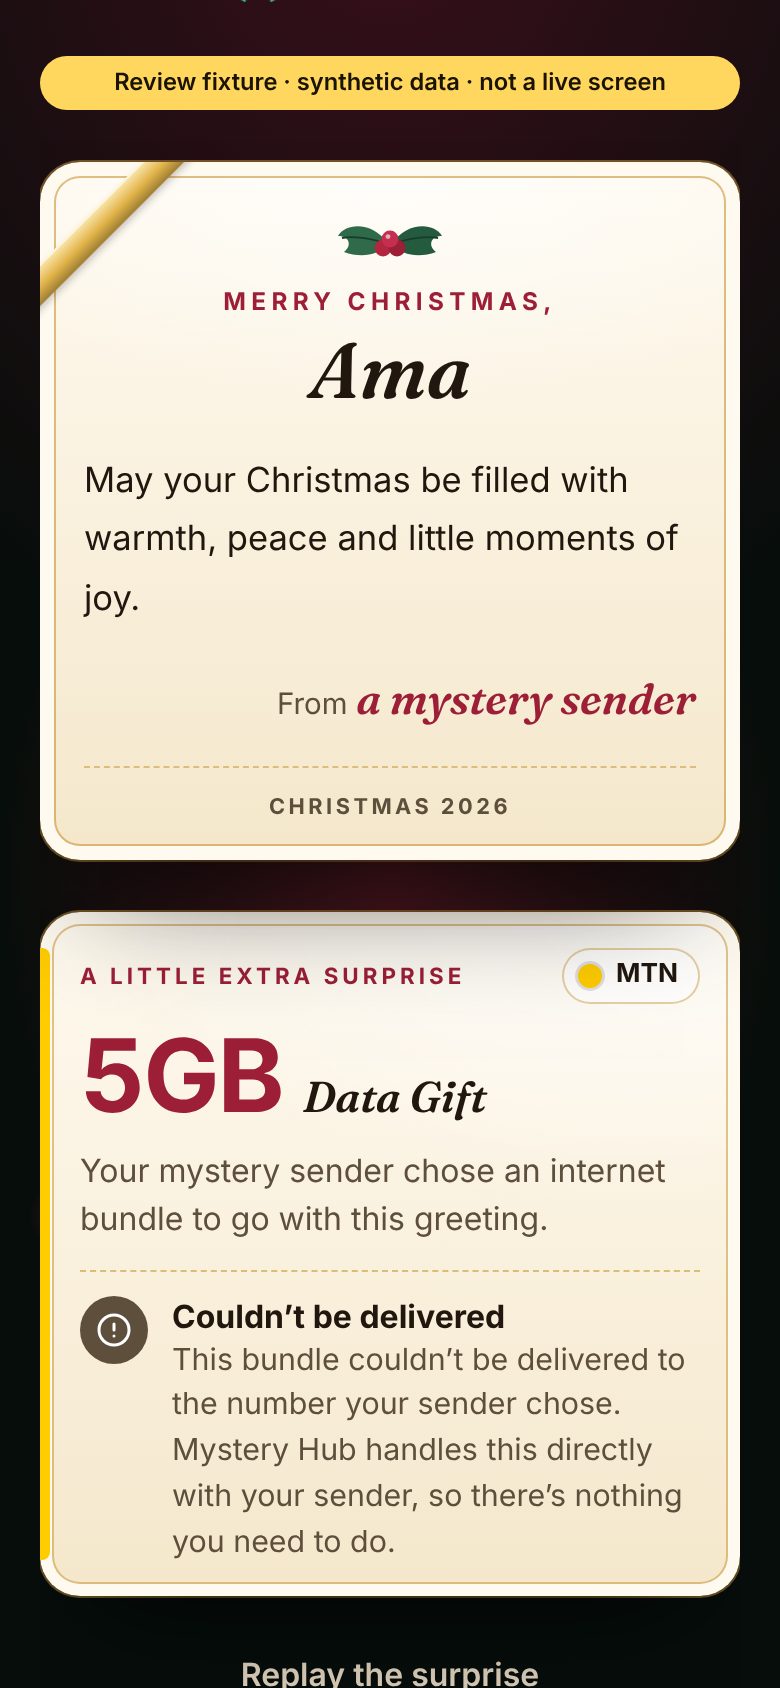 Review fixture · synthetic data · not a live screen
MERRY CHRISTMAS,
Ama
May your Christmas be filled with
warmth, peace and little moments of
joy.
From a mystery sender
CHRISTMAS 2026
A LITTLE EXTRA SURPRISE
MTN
5GB Data Gift
Your mystery sender chose an internet
bundle to go with this greeting.
Couldn’t be delivered
This bundle couldn’t be delivered to
the number your sender chose.
Mystery Hub handles this directly
with your sender, so there’s nothing
you need to do.
Replay the surprise